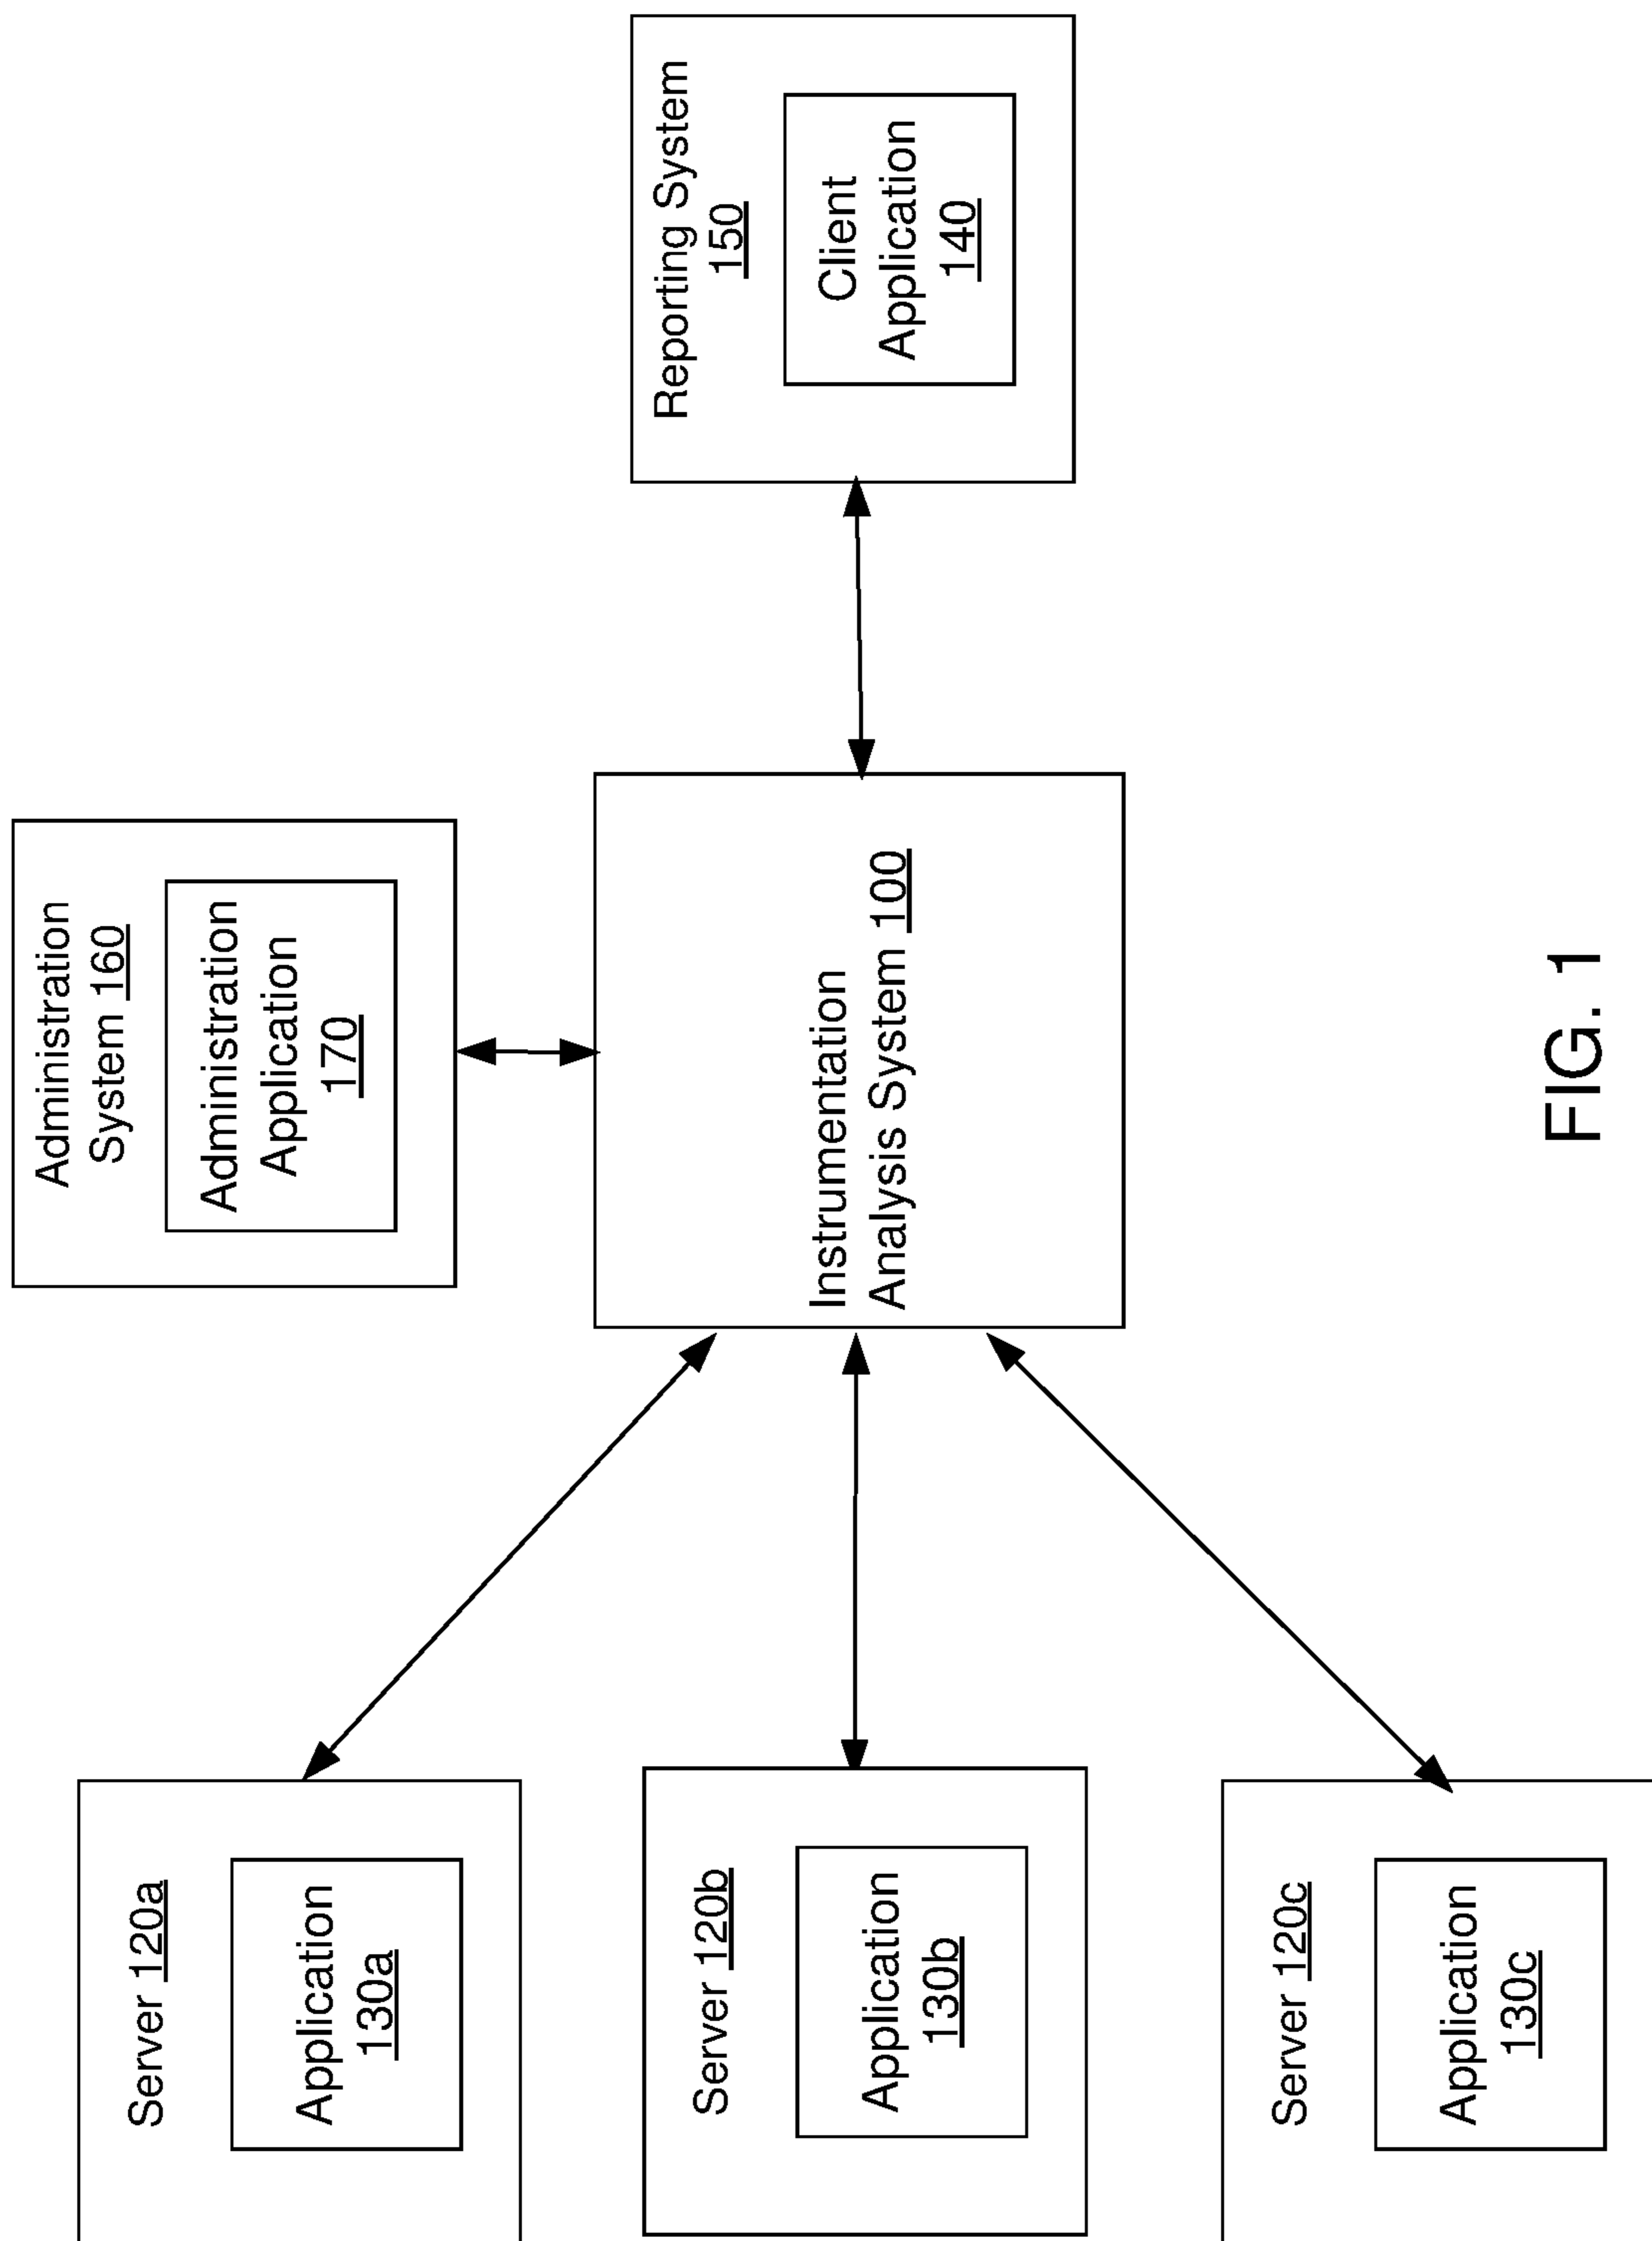 Administration
System 160
Administration
Application
170
Server 120a
Application
130a
Server 120b
Application
130b
Server 120c
Application
130c
Instrumentation
Analysis System 100
Reporting System
150
Client
Application
140
FIG. 1